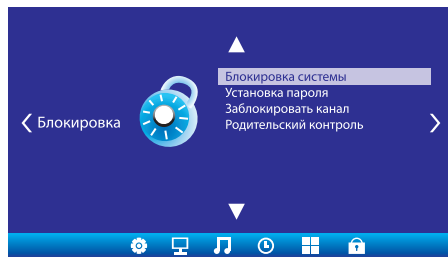 Блокировка
Блокировка системы
Установка пароля
Заблокировать канал
Родительский контроль